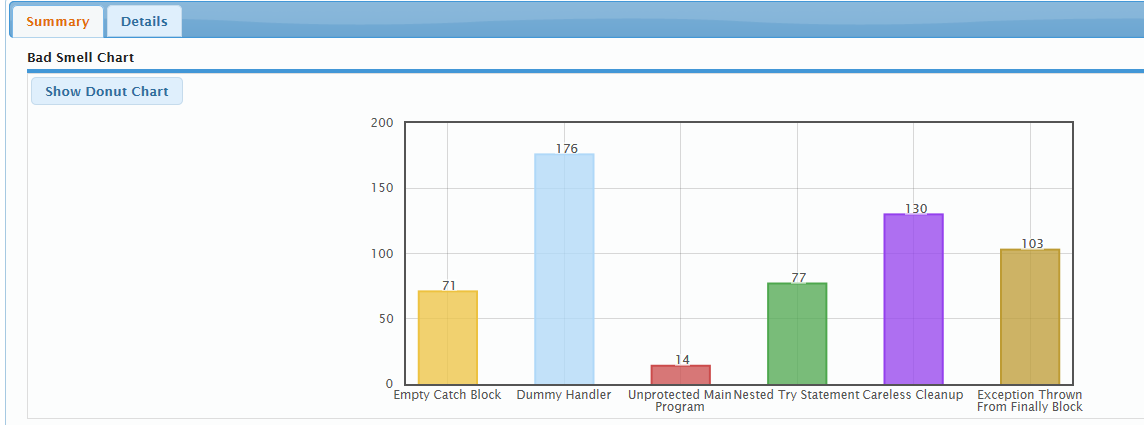 Summary Details
Bad Smell Chart
Show Donut Chart
200
150
100
50
0
71
176
14
77
130
103
Empty Catch Block
Dummy Handler
Unprotected Main
Program
Nested Try Statement
Careless Cleanup
Exception Thrown
From Finally Block